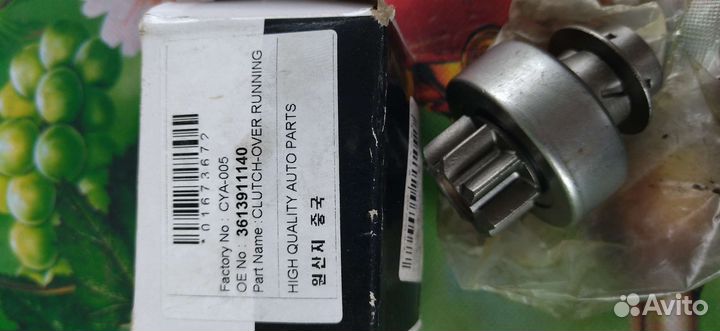 *01673672
Factory No : CYA-005
OE No : 3613911140
Part Name : CLUTCH-OVER RUNNING
HIGH QUALITY AUTO PARTS
원산지 중국
Avito